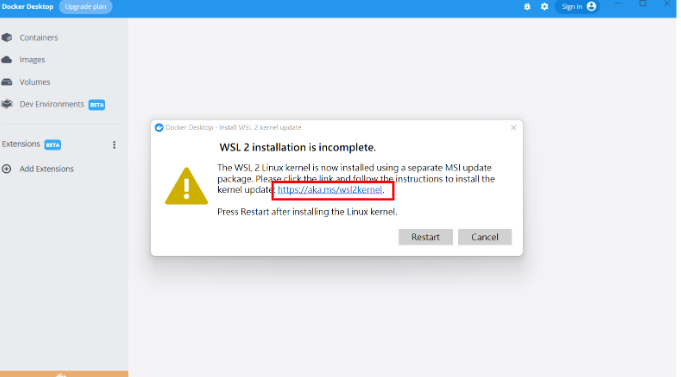 Docker Desktop Upgrade plan Sign in
Containers
Images
Volumes
Dev Environments BETA
Extensions BETA
Add Extensions
Docker Desktop - Install WSL 2 kernel update
WSL 2 installation is incomplete.
The WSL 2 Linux kernel is now installed using a separate MSI update
package. Please click the link and follow the instructions to install the
kernel update: https://aka.ms/wsl2kernel.
Press Restart after installing the Linux kernel.
Restart Cancel